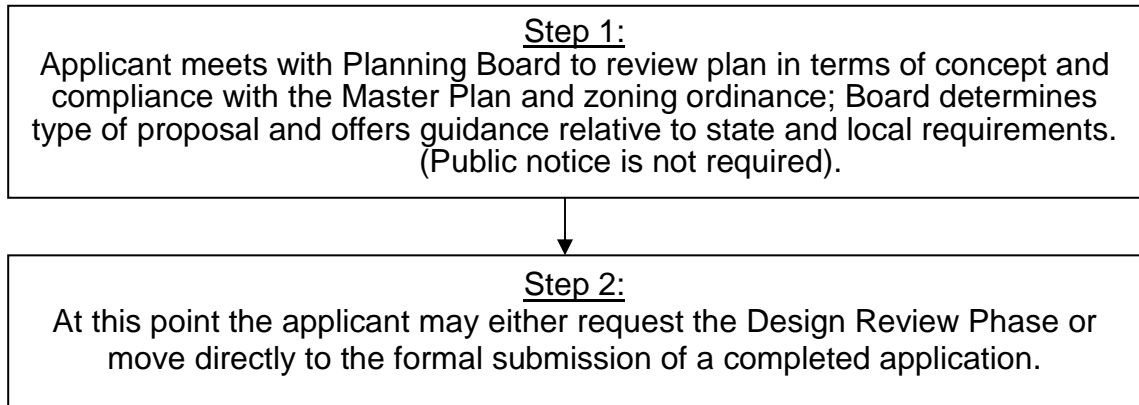 Step 1:
Applicant meets with Planning Board to review plan in terms of concept and
compliance with the Master Plan and zoning ordinance; Board determines
type of proposal and offers guidance relative to state and local requirements.
(Public notice is not required).
Step 2:
At this point the applicant may either request the Design Review Phase or
move directly to the formal submission of a completed application.